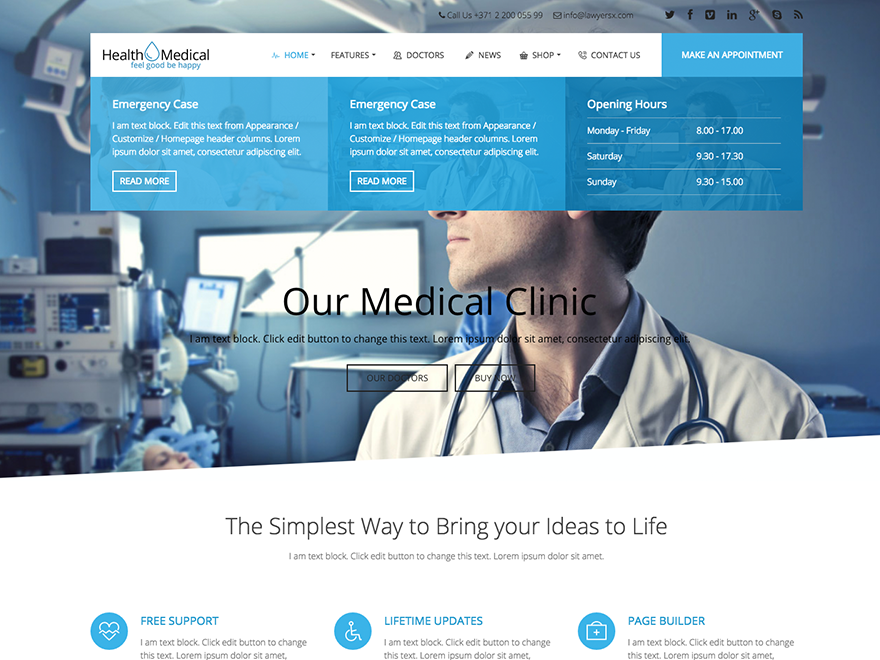 Call Us +371 2 200 055 99 info@lawyersx.com
Health Medical
feel good be happy
HOME FEATURES DOCTORS NEWS SHOP CONTACT US MAKE AN APPOINTMENT
Emergency Case
I am text block. Edit this text from Appearance /
Customize / Homepage header columns. Lorem
ipsum dolor sit amet, consectetur adipiscing elit.
READ MORE
Emergency Case
I am text block. Edit this text from Appearance /
Customize / Homepage header columns. Lorem
ipsum dolor sit amet, consectetur adipiscing elit.
READ MORE
Opening Hours
Monday - Friday 8.00 - 17.00
Saturday 9.30 - 17.30
Sunday 9.30 - 15.00
Our Medical Clinic
I am text block. Click edit button to change this text. Lorem ipsum dolor sit amet, consectetur adipiscing elit.
OUR DOCTORS BUY NOW
The Simplest Way to Bring your Ideas to Life
I am text block. Click edit button to change this text. Lorem ipsum dolor sit amet.
FREE SUPPORT
I am text block. Click edit button to change
this text. Lorem ipsum dolor sit amet,
LIFETIME UPDATES
I am text block. Click edit button to change
this text. Lorem ipsum dolor sit amet,
PAGE BUILDER
I am text block. Click edit button to change
this text. Lorem ipsum dolor sit amet,